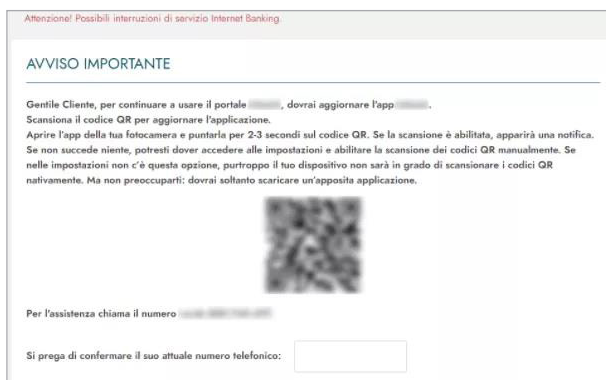 Attenzione! Possibili interruzioni di servizio Internet Banking.
AVVISO IMPORTANTE
Gentile Cliente, per continuare a usare il portale , dovrai aggiornare l'app .
Scansiona il codice QR per aggiornare l'applicazione.
Aprire l'app della tua fotocamera e puntarla per 2-3 secondi sul codice QR. Se la scansione è abilitata, apparirà una notifica.
Se non succede niente, potresti dover accedere alle impostazioni e abilitare la scansione dei codici QR manualmente. Se
nelle impostazioni non c'è questa opzione, purtroppo il tuo dispositivo non sarà in grado di scansionare i codici QR
nativamente. Ma non preoccuparti: dovrai soltanto scaricare un'apposita applicazione.
Per l'assistenza chiama il numero
Si prega di confermare il suo attuale numero telefonico: